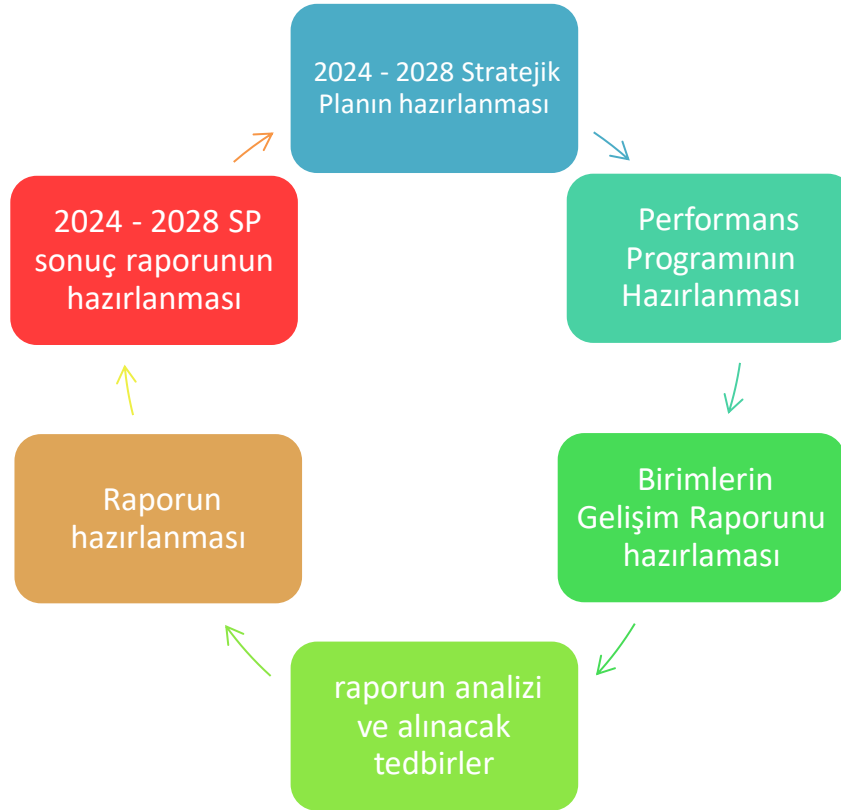 2024 - 2028 Stratejik
Planın hazırlanması
Performans
Programının
Hazırlanması
Birimlerin
Gelişim Raporunu
hazırlaması
raporun analizi
ve alınacak
tedbirler
Raporun
hazırlanması
2024 - 2028 SP
sonuç raporunun
hazırlanması